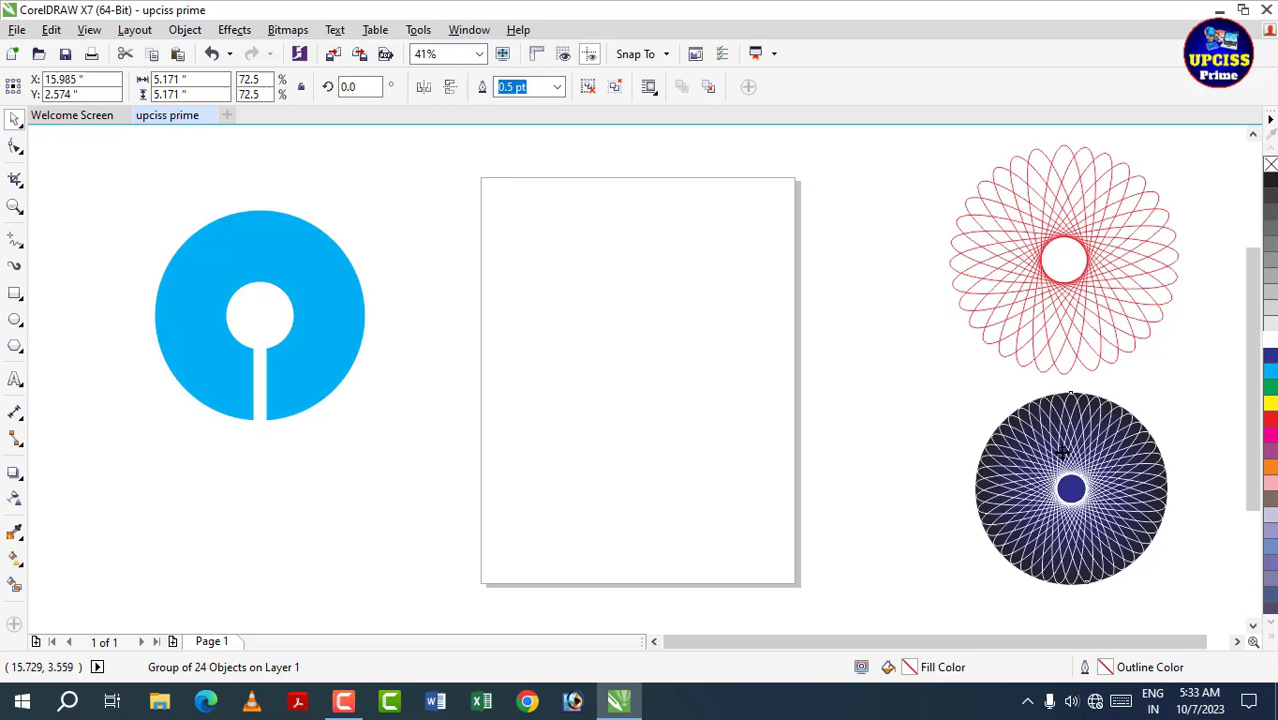 CorelDRAW X7 (64-Bit) - upciss prime
File Edit View Layout Object Effects Bitmaps Text Table Tools Window Help
41% Snap To
UPCISS
Prime
X: 15.985 " 5.171 " 72.5 % 0.0 ° 0.5 pt
Y: 2.574 " 5.171 " 72.5 %
Welcome Screen upciss prime
1 of 1 Page 1
(15.729, 3.559 ) Group of 24 Objects on Layer 1 Fill Color Outline Color
ENG 5:33 AM
IN 10/7/2023